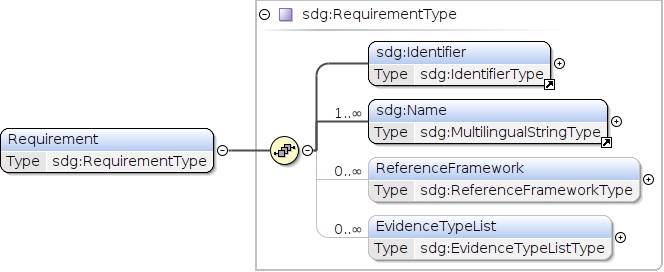 sdg:RequirementType
sdg:Identifier
Type sdg:IdentifierType
1..∞
sdg:Name
Type sdg:MultilingualStringType
Requirement
Type sdg:RequirementType
0..∞
ReferenceFramework
Type sdg:ReferenceFrameworkType
0..∞
EvidenceTypeList
Type sdg:EvidenceTypeListType